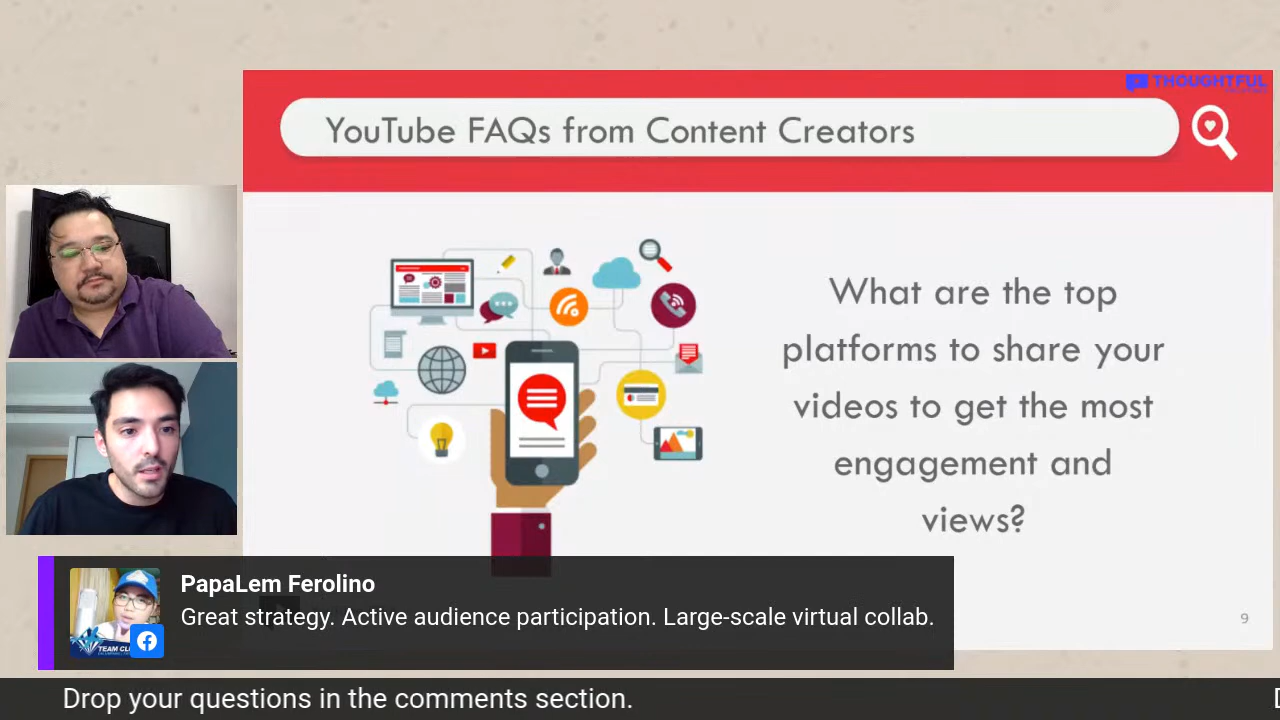 THOUGHTFUL
YouTube FAQs from Content Creators
What are the top
platforms to share your
videos to get the most
engagement and
views?
PapaLem Ferolino
Great strategy. Active audience participation. Large-scale virtual collab.
TEAM
9
Drop your questions in the comments section.